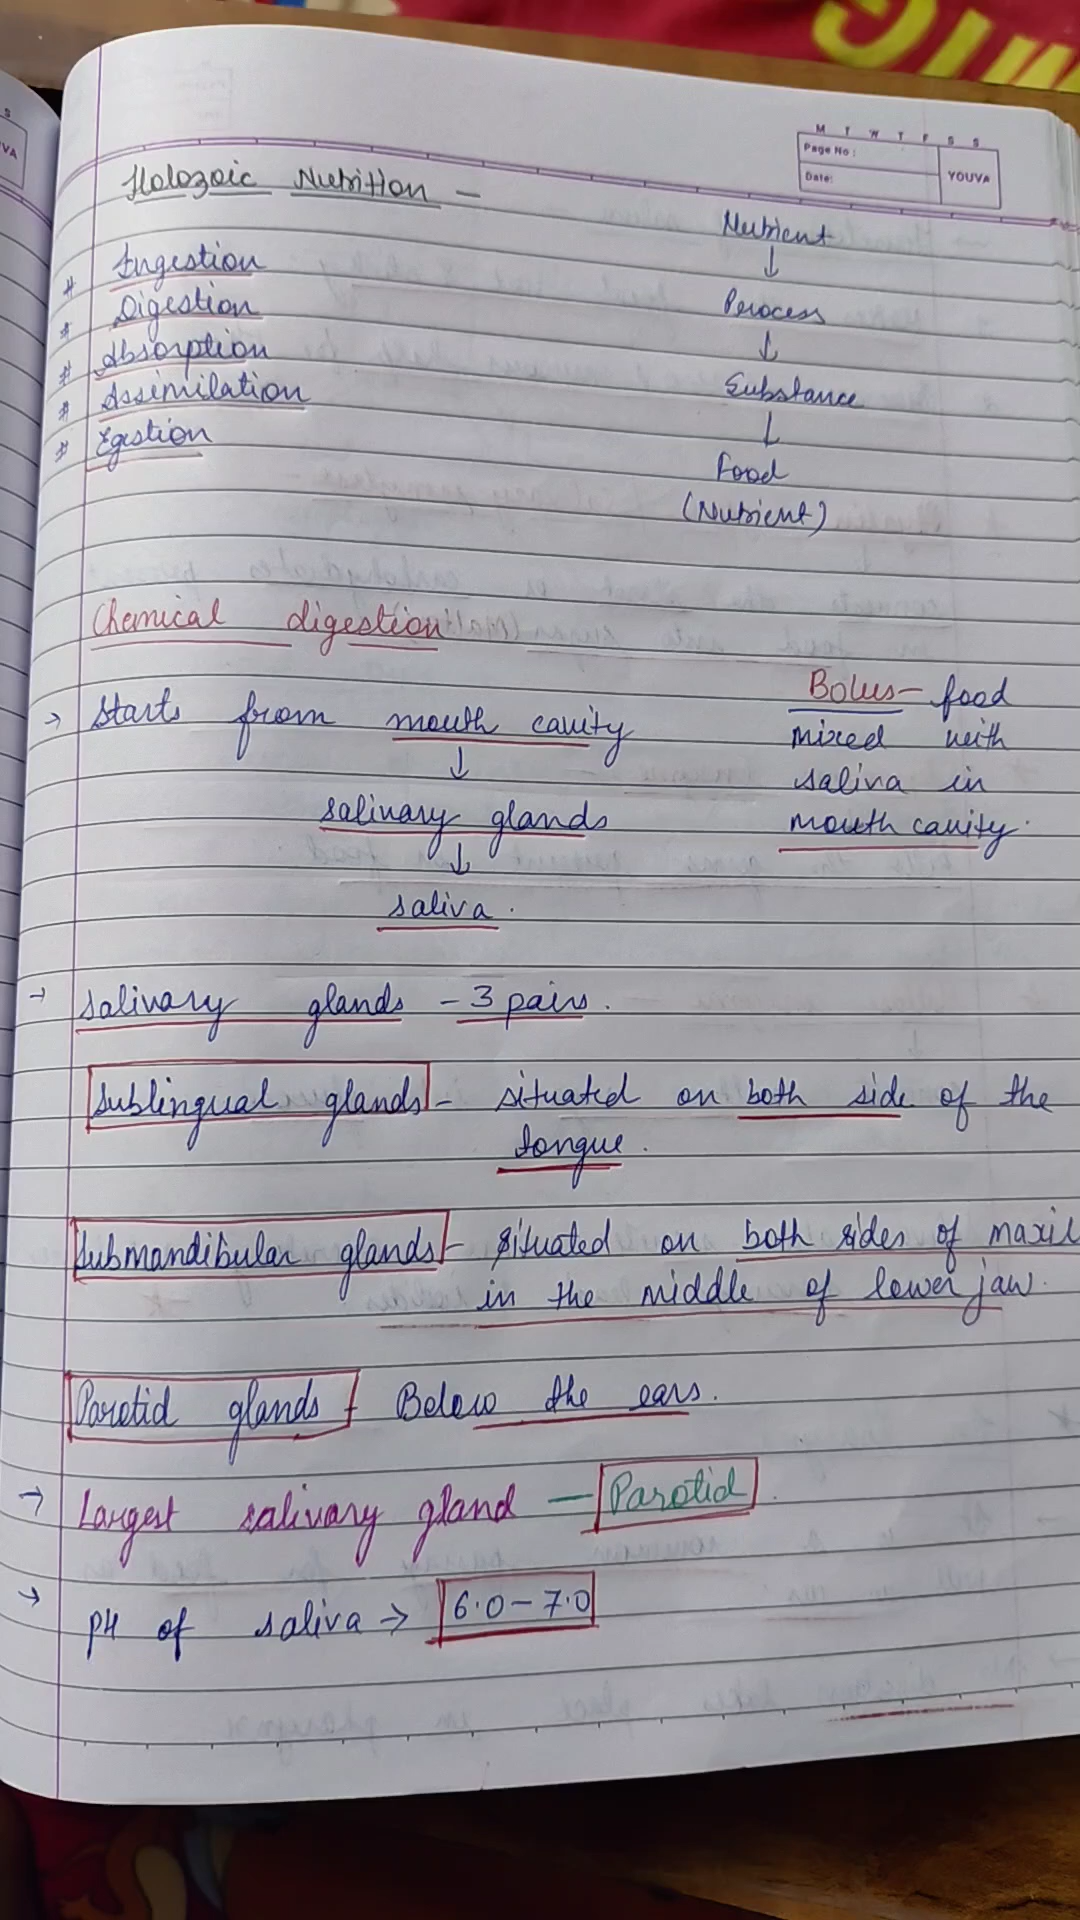 MIG
S
UVA
M T W T F S S
Page No :
Date:
YOUVA
Holozoic Nutrition —
# Ingestion
# Digestion
# Absorption
# Assimilation
# Egestion
Nutrient
↓
Process
↓
Substance
↓
Food
(Nutrient)
Chemical digestion
→ Starts from mouth cavity
↓
salivary glands
↓
saliva.
Bolus – food
mixed with
saliva in
mouth cavity.
→ salivary glands – 3 pairs.
Sublingual glands – situated on both side of the
tongue.
Submandibular glands – situated on both sides of maxil
in the middle of lower jaw.
Parotid glands – Below the ears.
→ Largest salivary gland — Parotid.
→ PH of saliva → 6.0 – 7.0